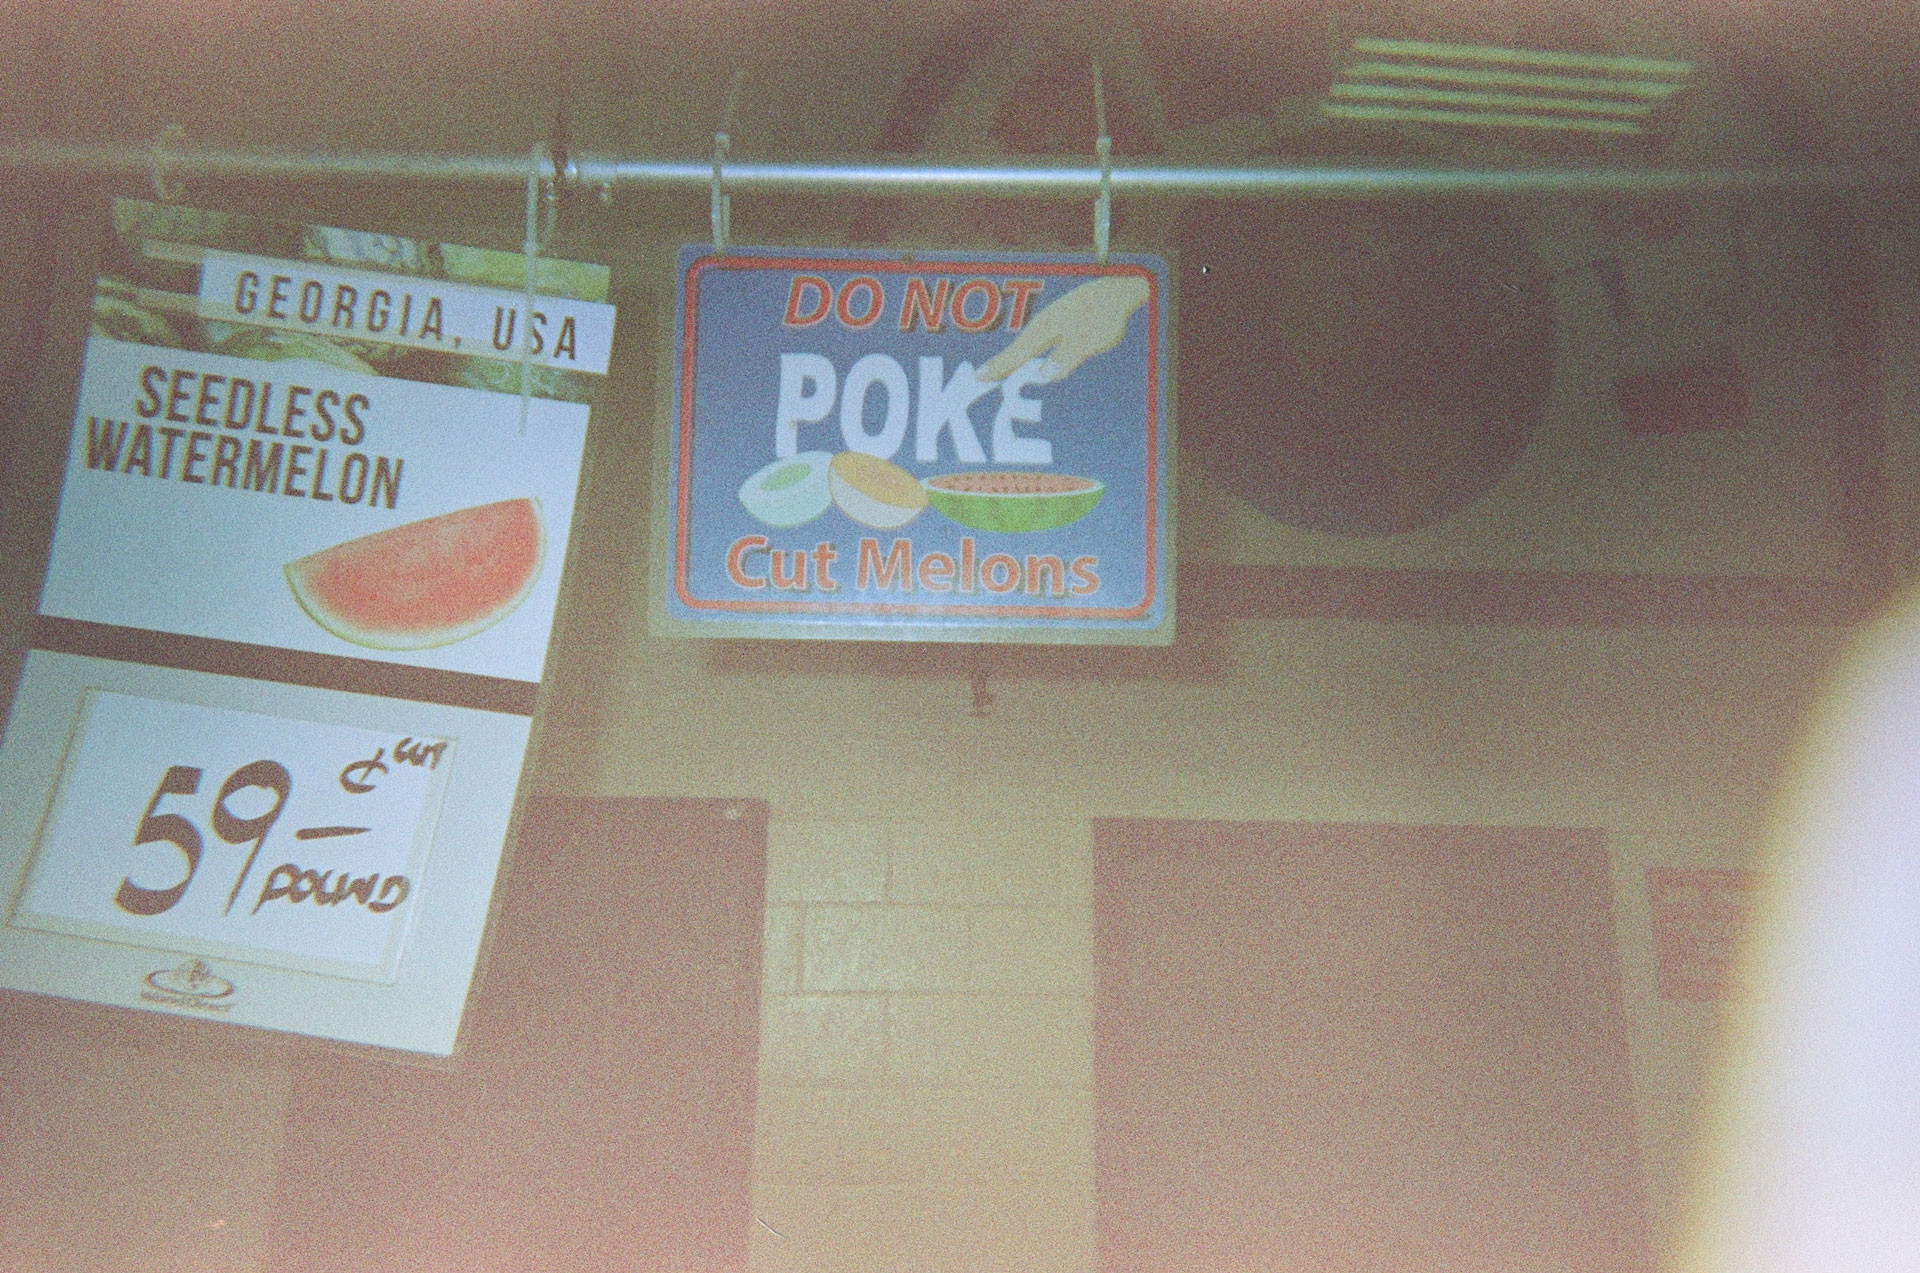 GEORGIA, USA
SEEDLESS
WATERMELON
59 ¢ CUT
POUND
DO NOT
POKE
Cut Melons